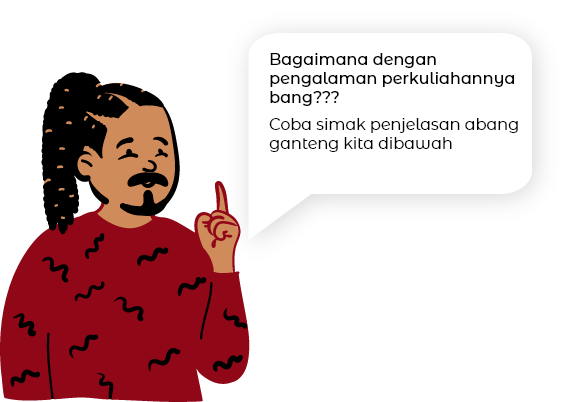 Bagaimana dengan
pengalaman perkuliahannya
bang???
Coba simak penjelasan abang
ganteng kita dibawah